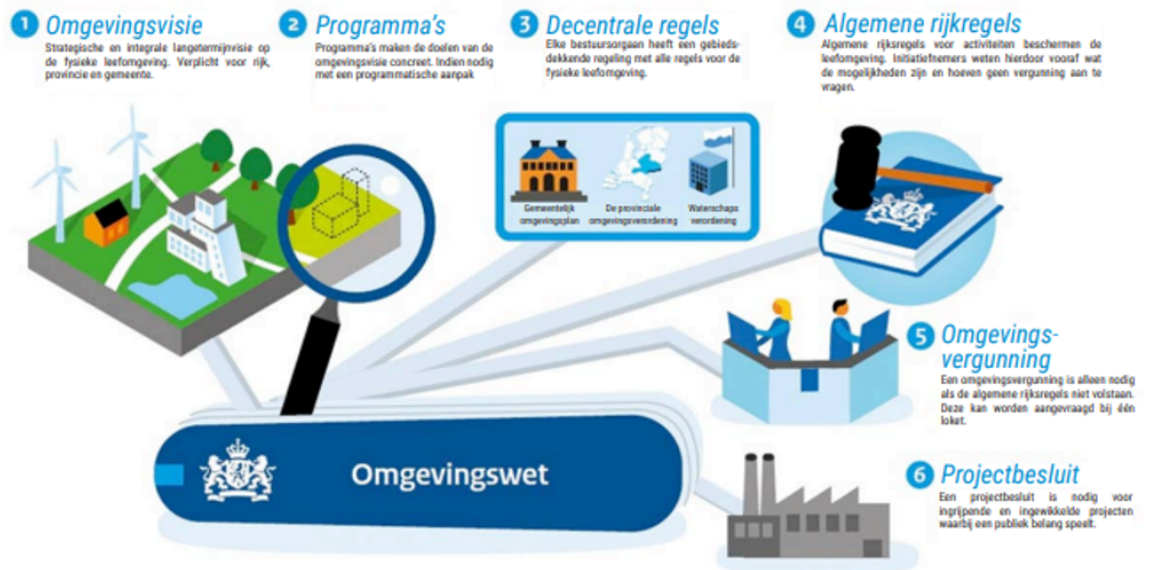 1 Omgevingsvisie
Strategische en integrale langetermijnvisie op
de fysieke leefomgeving. Verplicht voor rijk,
provincie en gemeente.
2 Programma's
Programma's maken de doelen van de
omgevingsvisie concreet. Indien nodig
met een programmatische aanpak
3 Decentrale regels
Elke bestuursorgaan heeft een gebieds-
dekkende regeling met alle regels voor de
fysieke leefomgeving.
4 Algemene rijkregels
Algemene rijksregels voor activiteiten beschermen de
leefomgeving. Initiatiefnemers weten hierdoor vooraf wat
de mogelijkheden zijn en hoeven geen vergunning aan te
vragen.
Gemeentelijk
omgevingsplan
De provinciale
omgevingsverordening
Waterschaps
verordening
5 Omgevings-
vergunning
Een omgevingsvergunning is alleen nodig
als de algemene rijksregels niet volstaan.
Deze kan worden aangevraagd bij één
loket.
Omgevingswet
6 Projectbesluit
Een projectbesluit is nodig voor
ingrijpende en ingewikkelde projecten
waarbij een publiek belang speelt.